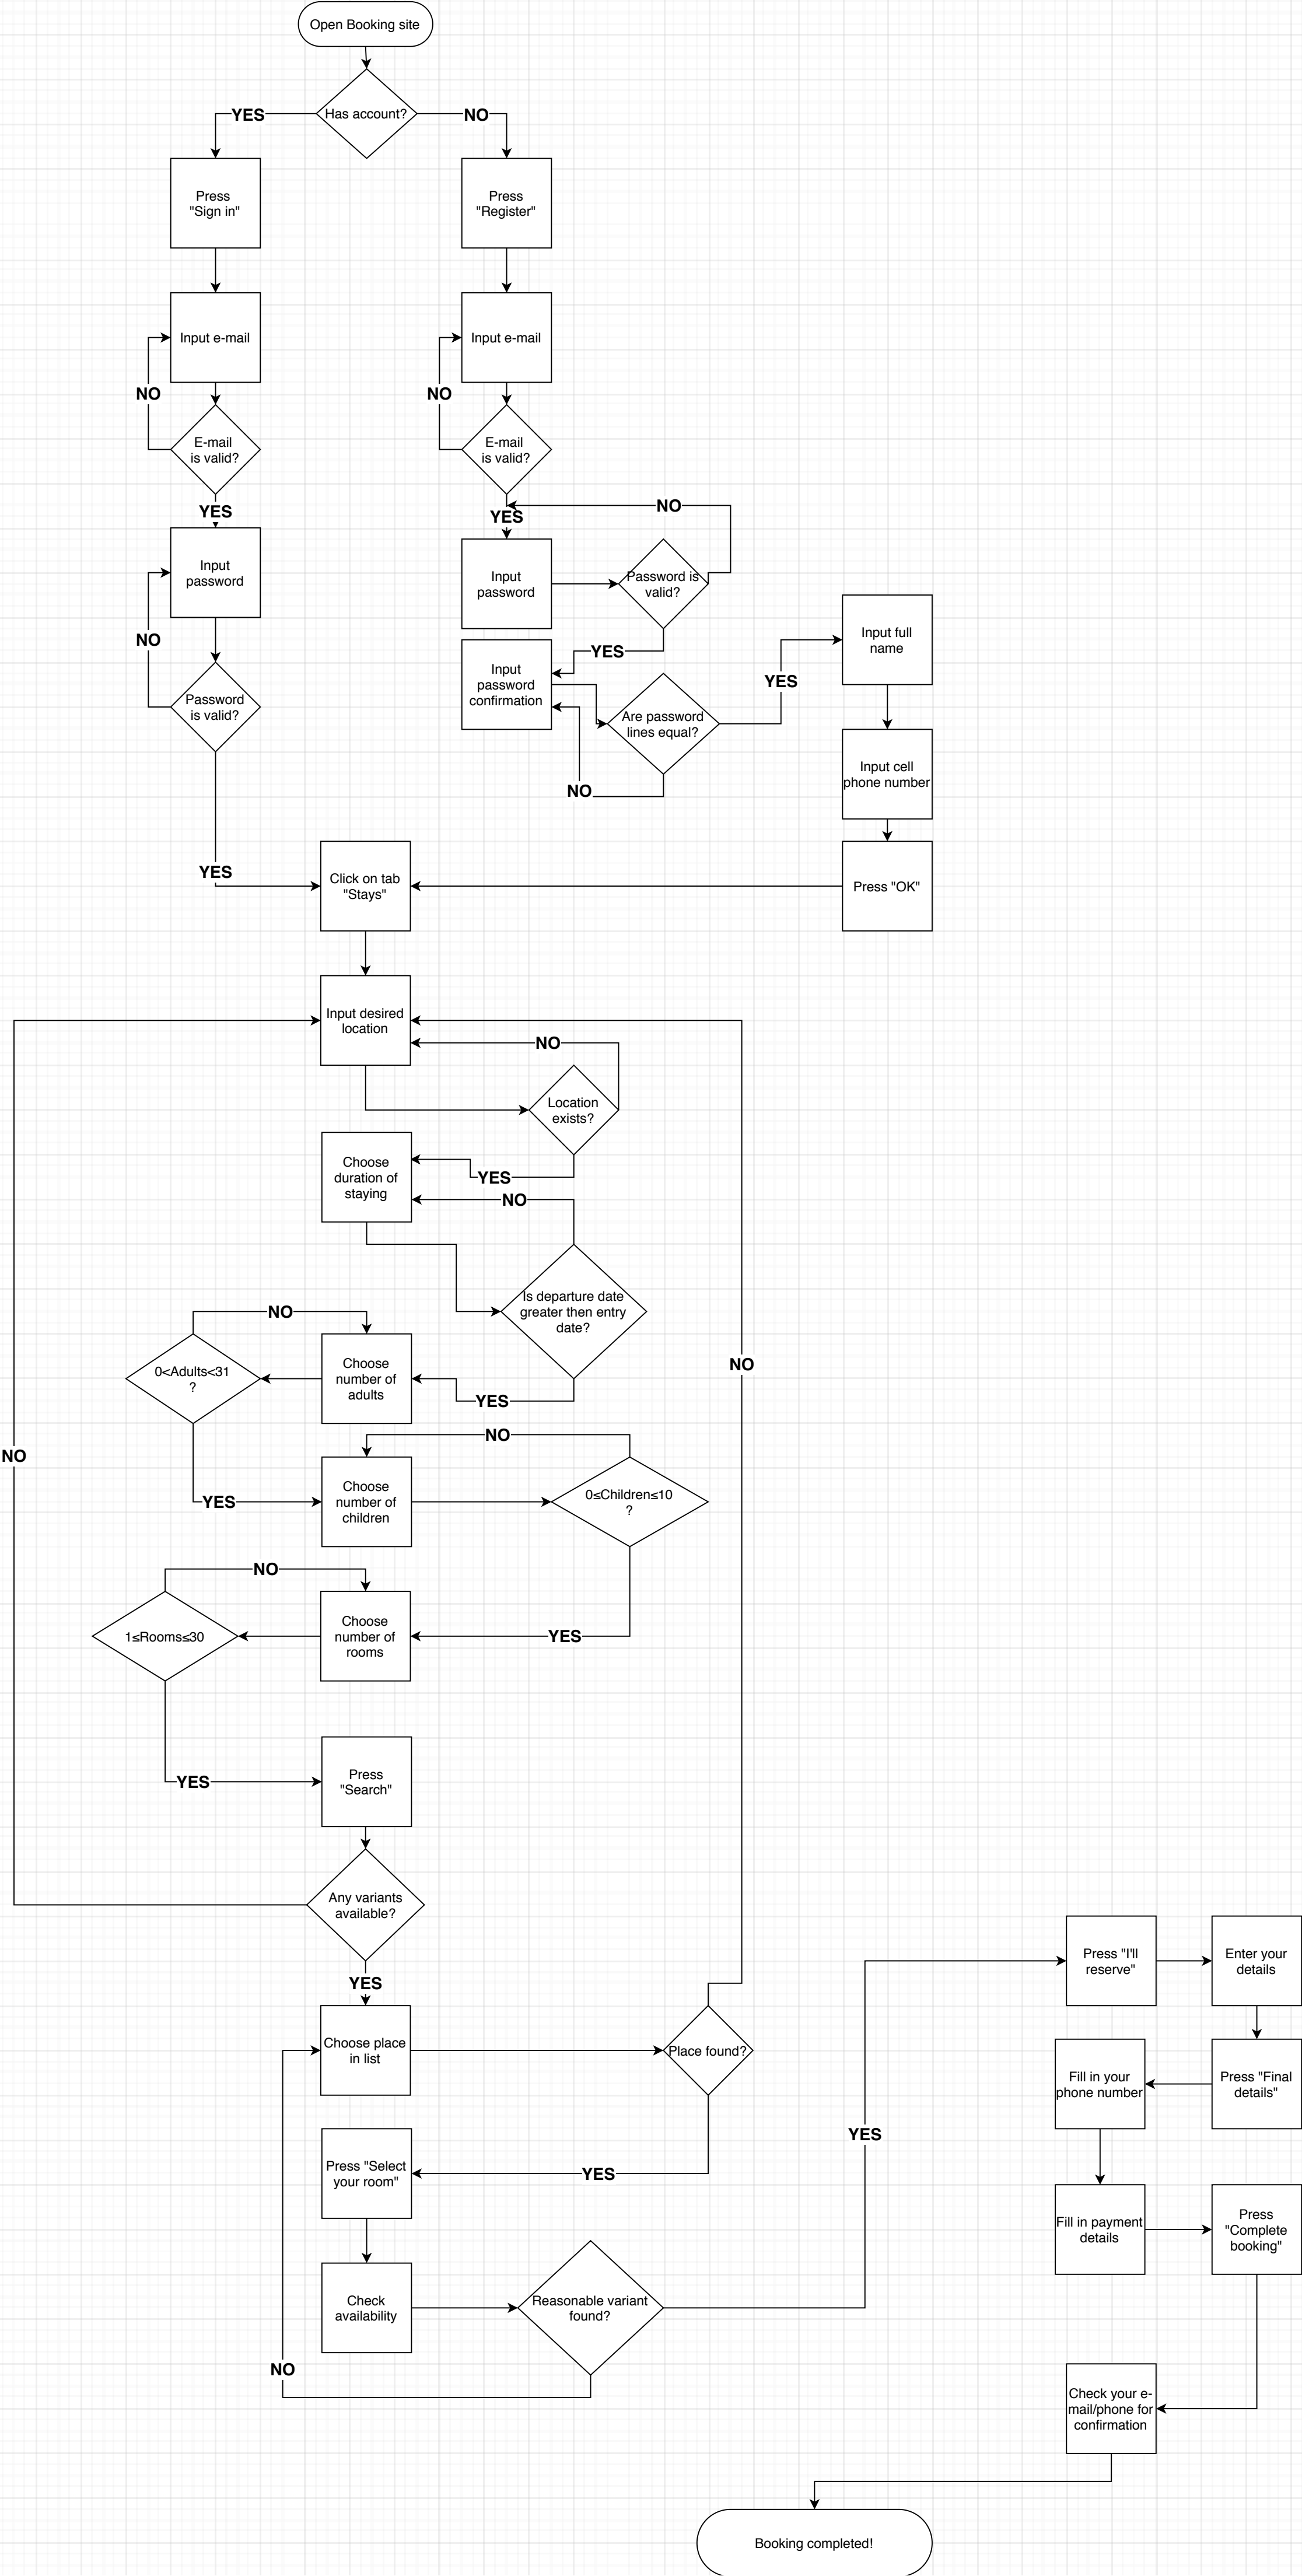 Open Booking site
Has account?
YES
NO
Press
"Sign in"
Press
"Register"
Input e-mail
Input e-mail
NO
NO
E-mail
is valid?
E-mail
is valid?
YES
NO
YES
Input
password
Input
password
Password is
valid?
NO
YES
Input full
name
Input
password
confirmation
YES
Password
is valid?
Are password
lines equal?
Input cell
phone number
NO
YES
Click on tab
"Stays"
Press "OK"
Input desired
location
NO
Location
exists?
Choose
duration of
staying
YES
NO
Is departure date
greater then entry
date?
NO
0<Adults<31
?
Choose
number of
adults
NO
YES
NO
NO
YES
Choose
number of
children
0≤Children≤10
?
NO
1≤Rooms≤30
Choose
number of
rooms
YES
YES
Press
"Search"
Any variants
available?
YES
Press "I'll
reserve"
Enter your
details
Choose place
in list
Place found?
Fill in your
phone number
Press "Final
details"
YES
Press "Select
your room"
YES
Fill in payment
details
Press
"Complete
booking"
Check
availability
Reasonable variant
found?
NO
Check your e-
mail/phone for
confirmation
Booking completed!